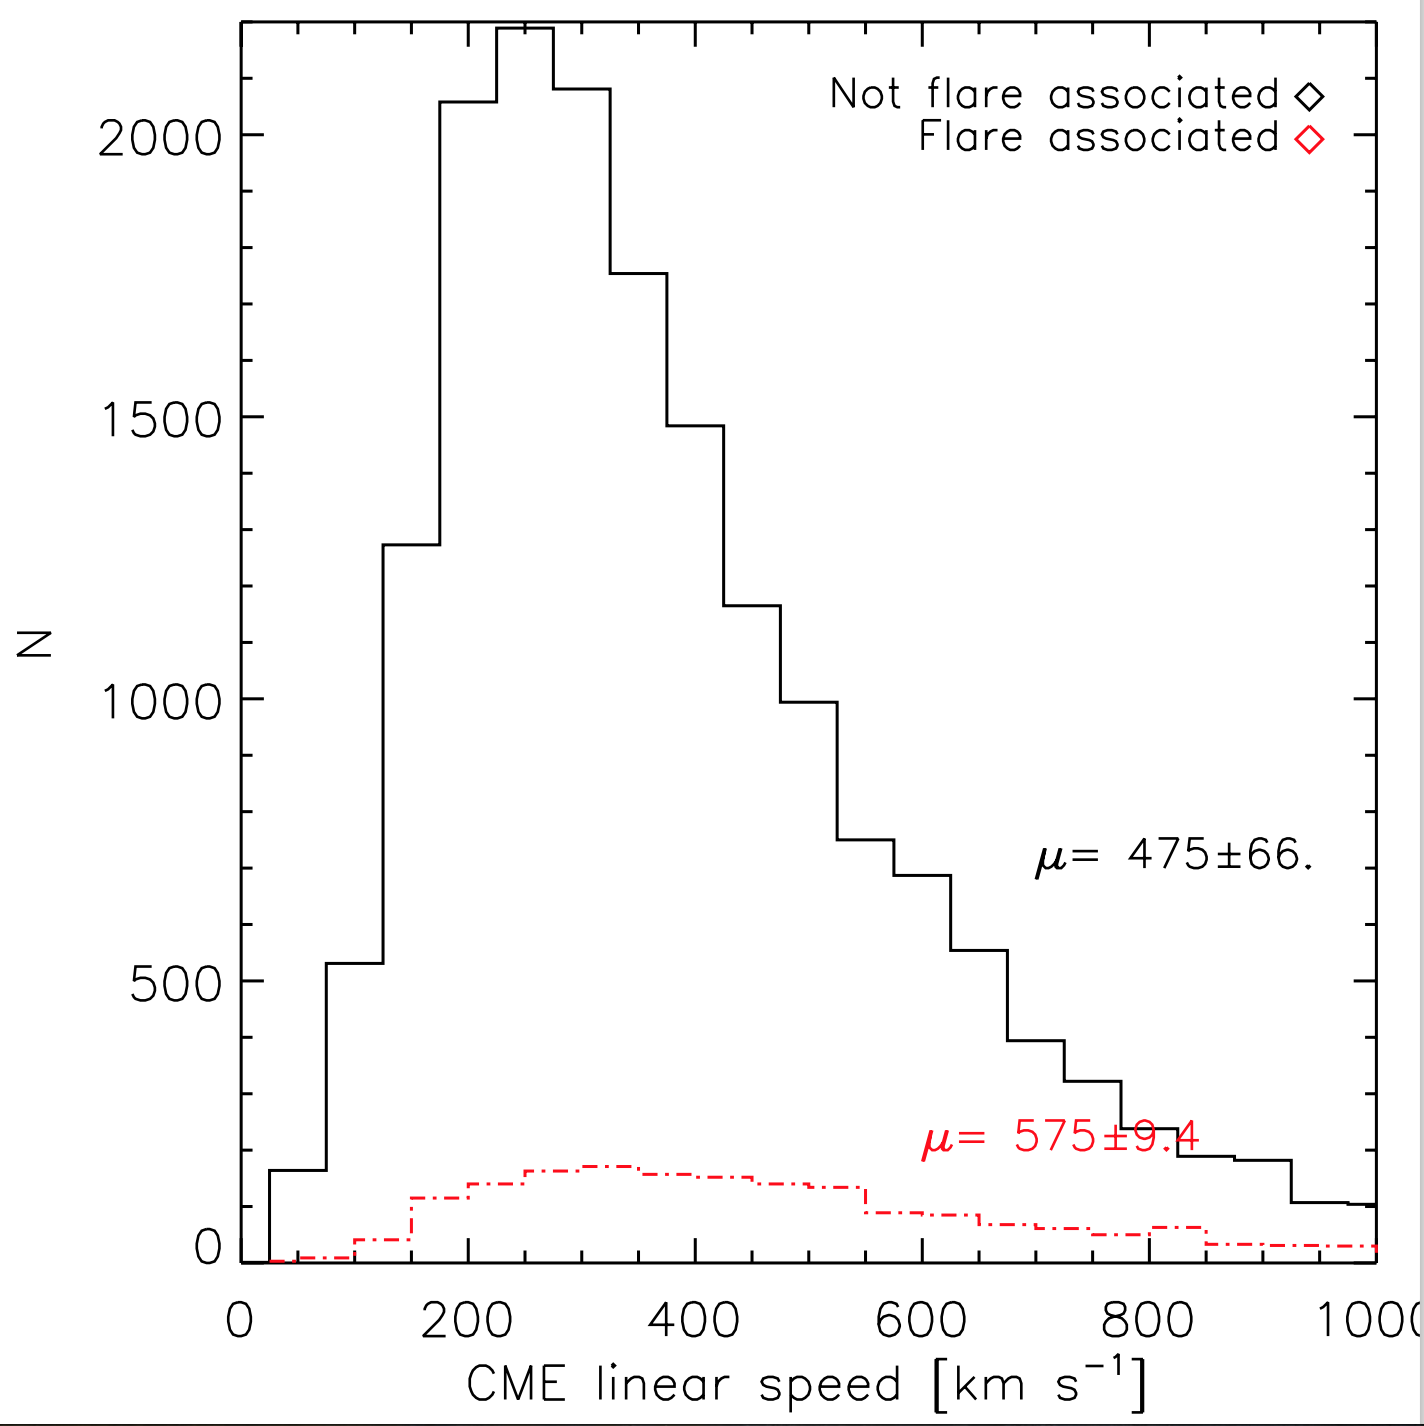 Not flare associated
Flare associated
2000
1500
1000
500
0
N
μ= 475±66.
μ= 575±9.4
0 200 400 600 800 1000
CME linear speed [km s⁻¹]